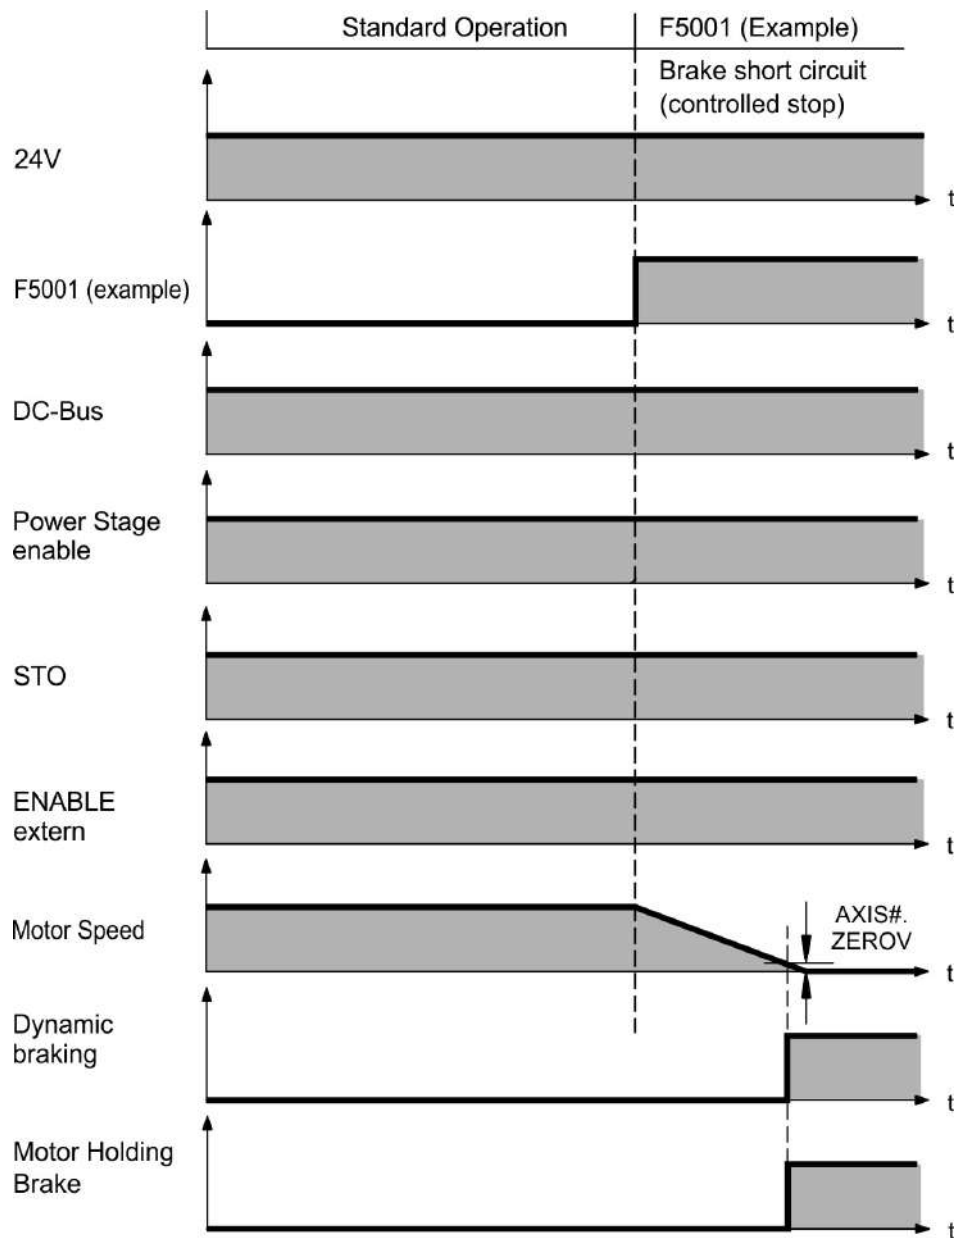 Standard Operation
F5001 (Example)
Brake short circuit
(controlled stop)
24V
t
F5001 (example)
t
DC-Bus
t
Power Stage
enable
t
STO
t
ENABLE
extern
t
Motor Speed
AXIS#.
ZEROV
t
Dynamic
braking
t
Motor Holding
Brake
t